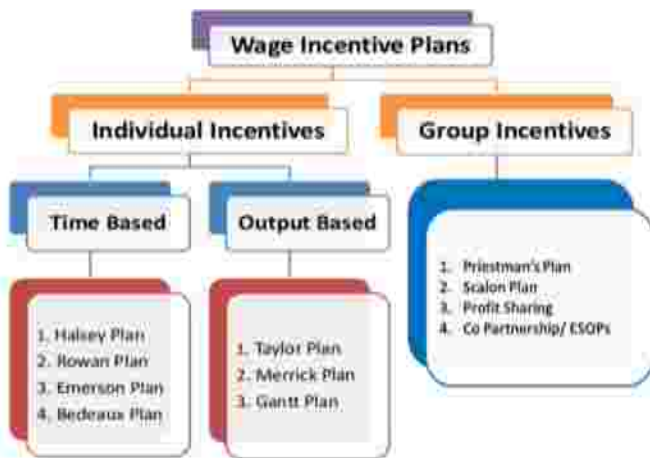 Wage Incentive Plans
Individual Incentives
Group Incentives
Time Based
Output Based
1. Halsey Plan
2. Rowan Plan
3. Emerson Plan
4. Bedeaux Plan
1. Taylor Plan
2. Merrick Plan
3. Gantt Plan
1. Priestman's Plan
2. Scalon Plan
3. Profit Sharing
4. Co Partnership/ ESOPs